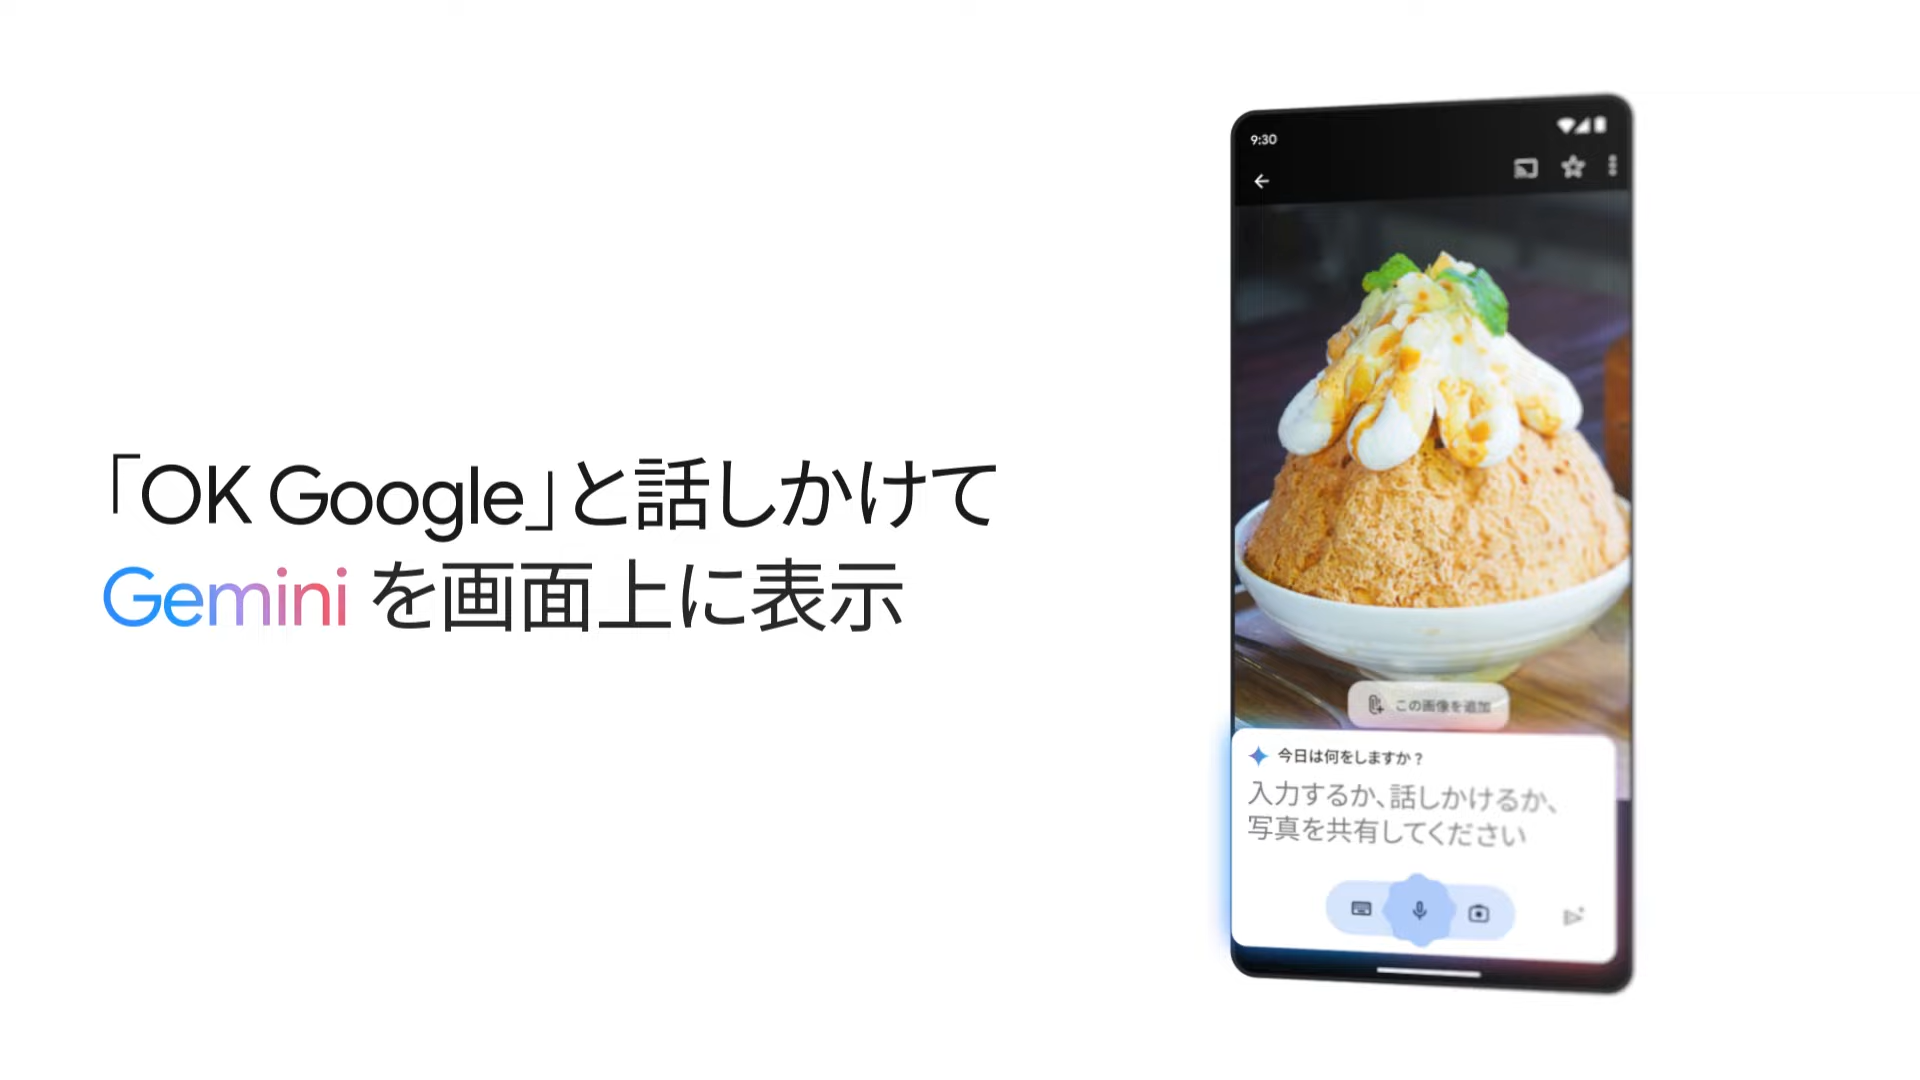 「OK Google」と話しかけて
Gemini を画面上に表示
9:30
この画像を追加
今日は何をしますか？
入力するか、話しかけるか、
写真を共有してください